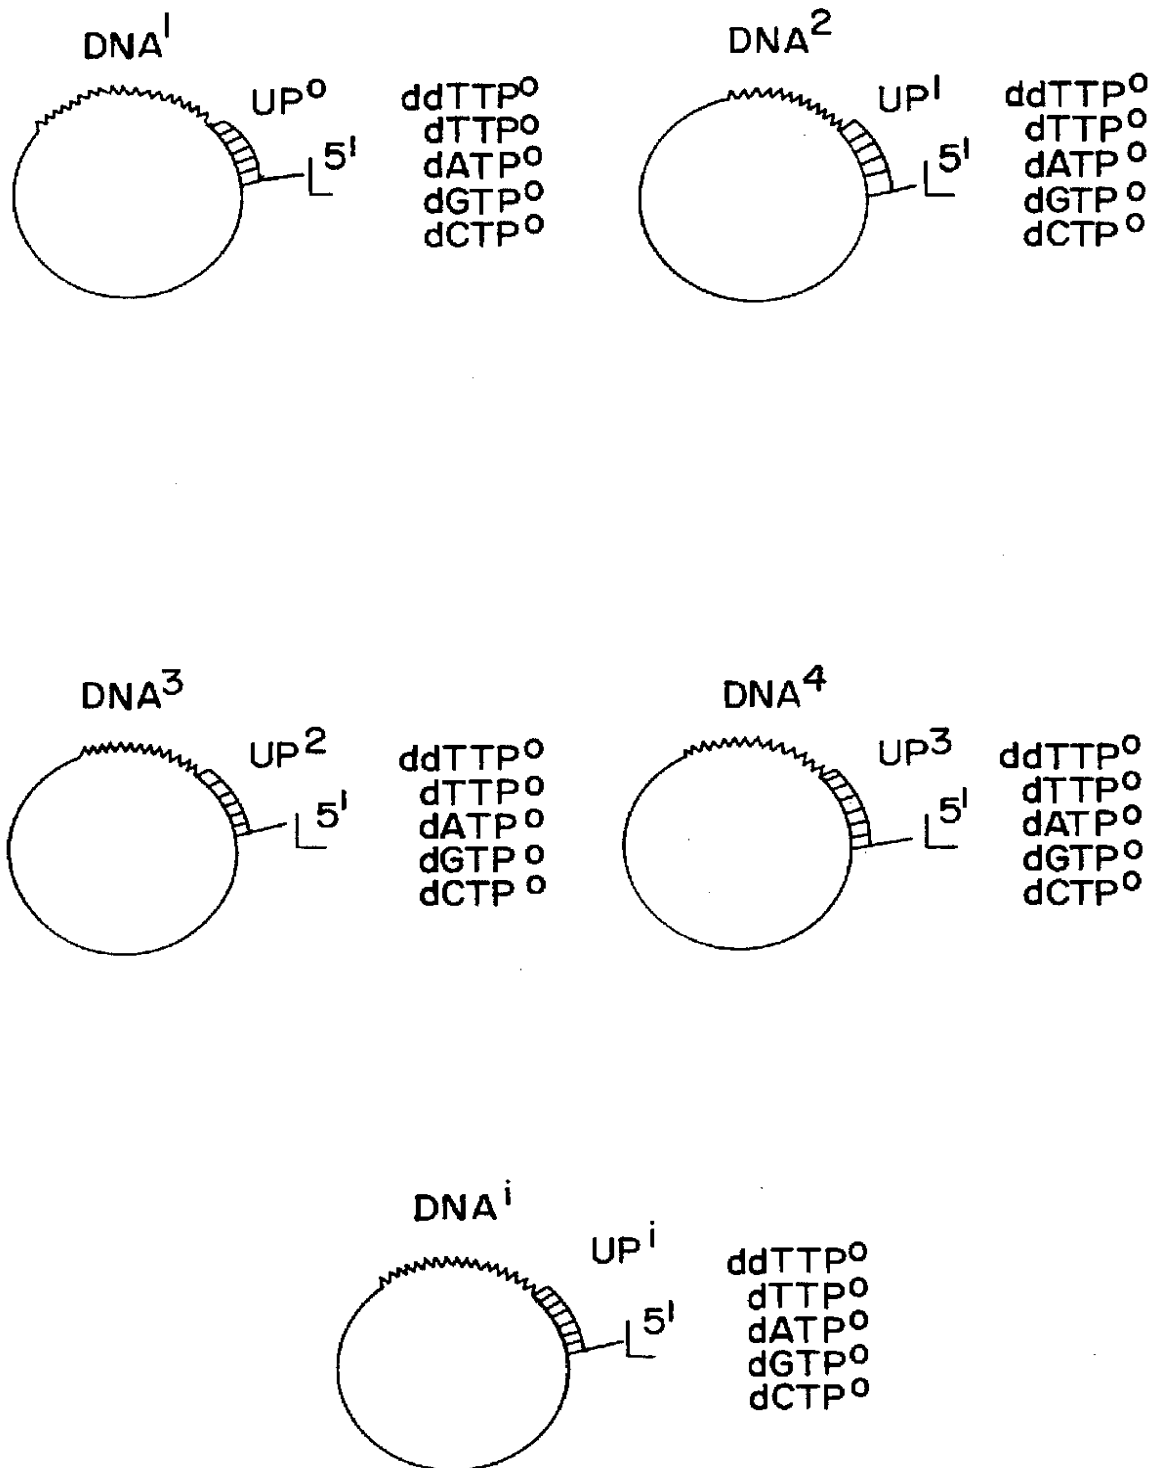 DNA¹
UP⁰
5'
L
ddTTP⁰
dTTP⁰
dATP⁰
dGTP⁰
dCTP⁰
DNA²
UP¹
5'
L
ddTTP⁰
dTTP⁰
dATP⁰
dGTP⁰
dCTP⁰
DNA³
UP²
5'
L
ddTTP⁰
dTTP⁰
dATP⁰
dGTP⁰
dCTP⁰
DNA⁴
UP³
5'
L
ddTTP⁰
dTTP⁰
dATP⁰
dGTP⁰
dCTP⁰
DNAⁱ
UPⁱ
5'
L
ddTTP⁰
dTTP⁰
dATP⁰
dGTP⁰
dCTP⁰